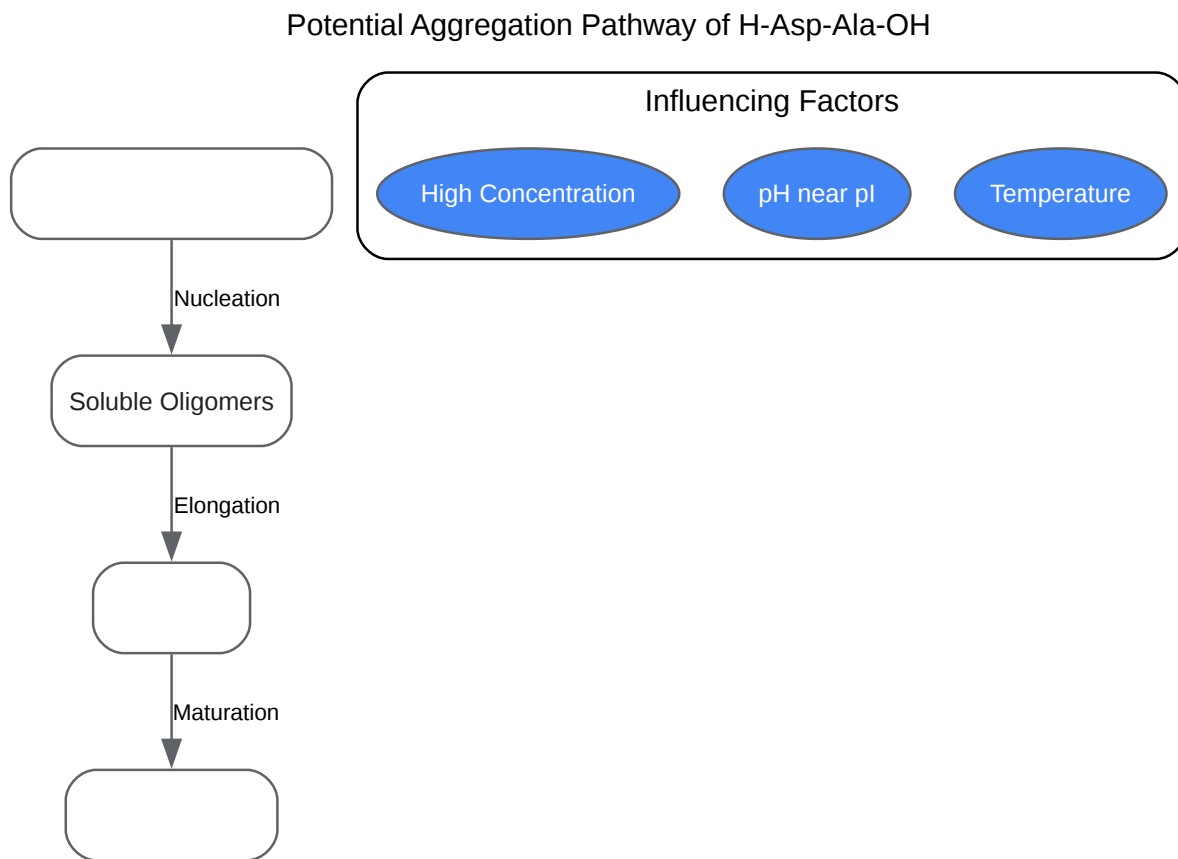 Potential Aggregation Pathway of H-Asp-Ala-OH
Influencing Factors
High Concentration
pH near pI
Temperature
Nucleation
Soluble Oligomers
Elongation
Maturation